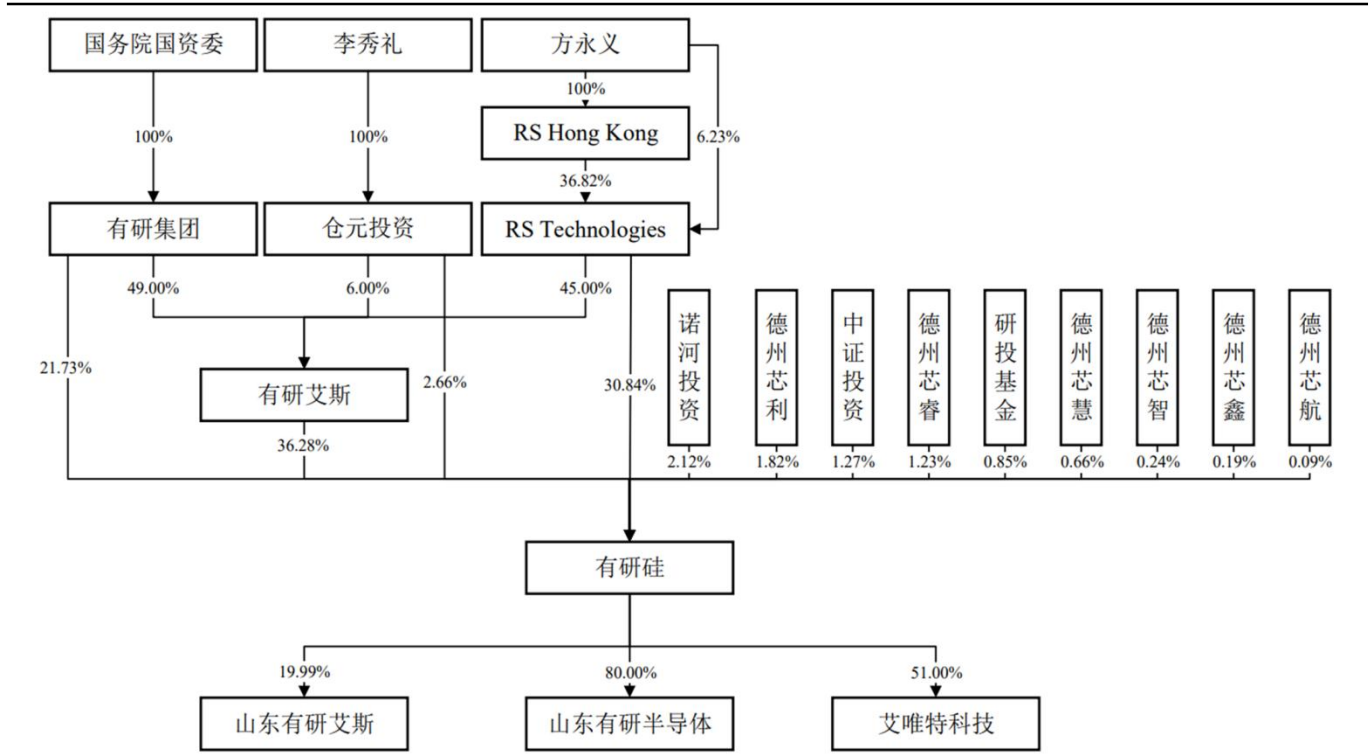 国务院国资委
李秀礼
方永义
100%
RS Hong Kong
100%
100%
6.23%
36.82%
有研集团
仓元投资
RS Technologies
49.00%
6.00%
45.00%
诺河投资
德州芯利
中证投资
德州芯睿
研投基金
德州芯慧
德州芯智
德州芯鑫
德州芯航
21.73%
有研艾斯
2.66%
30.84%
36.28%
2.12%
1.82%
1.27%
1.23%
0.85%
0.66%
0.24%
0.19%
0.09%
有研硅
19.99%
80.00%
51.00%
山东有研艾斯
山东有研半导体
艾唯特科技